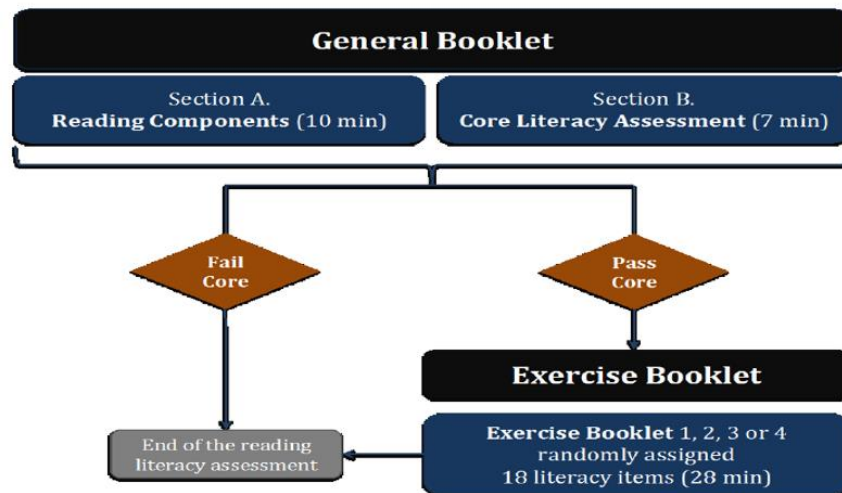 General Booklet
Section A.
Reading Components (10 min)
Section B.
Core Literacy Assessment (7 min)
Fail
Core
Pass
Core
Exercise Booklet
Exercise Booklet 1, 2, 3 or 4
randomly assigned
18 literacy items (28 min)
End of the reading
literacy assessment